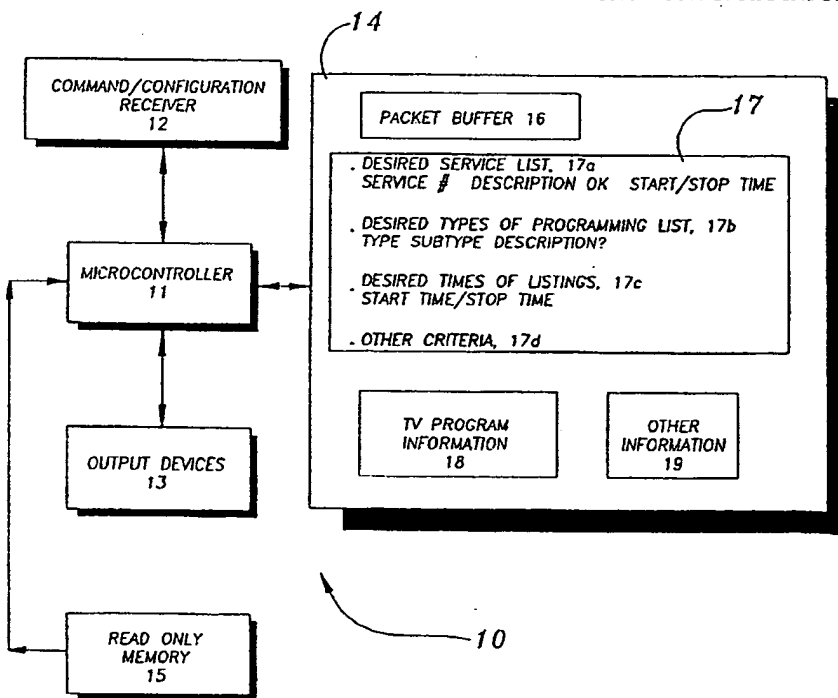 14
COMMAND/CONFIGURATION
RECEIVER
12
PACKET BUFFER 16
17
. DESIRED SERVICE LIST, 17a
SERVICE # DESCRIPTION OK START/STOP TIME
. DESIRED TYPES OF PROGRAMMING LIST, 17b
TYPE SUBTYPE DESCRIPTION?
. DESIRED TIMES OF LISTINGS, 17c
START TIME/STOP TIME
. OTHER CRITERIA, 17d
MICROCONTROLLER
11
OUTPUT DEVICES
13
TV PROGRAM
INFORMATION
18
OTHER
INFORMATION
19
READ ONLY
MEMORY
15
10